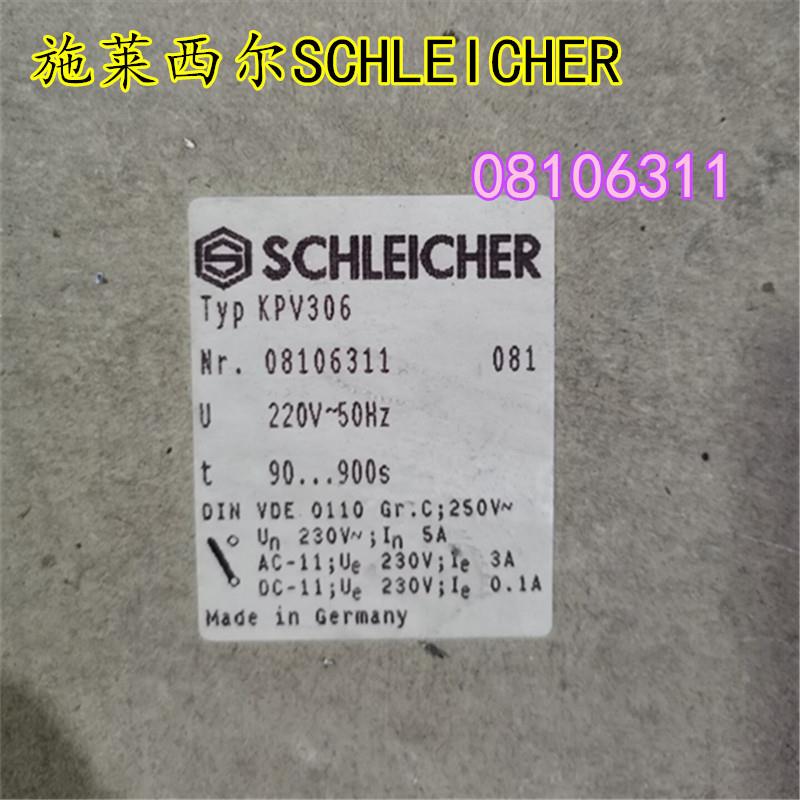 施莱西尔SCHLEICHER
08106311
SCHLEICHER
Typ KPV306
Nr. 08106311 081
U 220V~50Hz
t 90...900s
DIN VDE 0110 Gr.C;250V~
Un 230V~;In 5A
AC-11;Ue 230V;Ie 3A
DC-11;Ue 230V;Ie 0.1A
Made in Germany